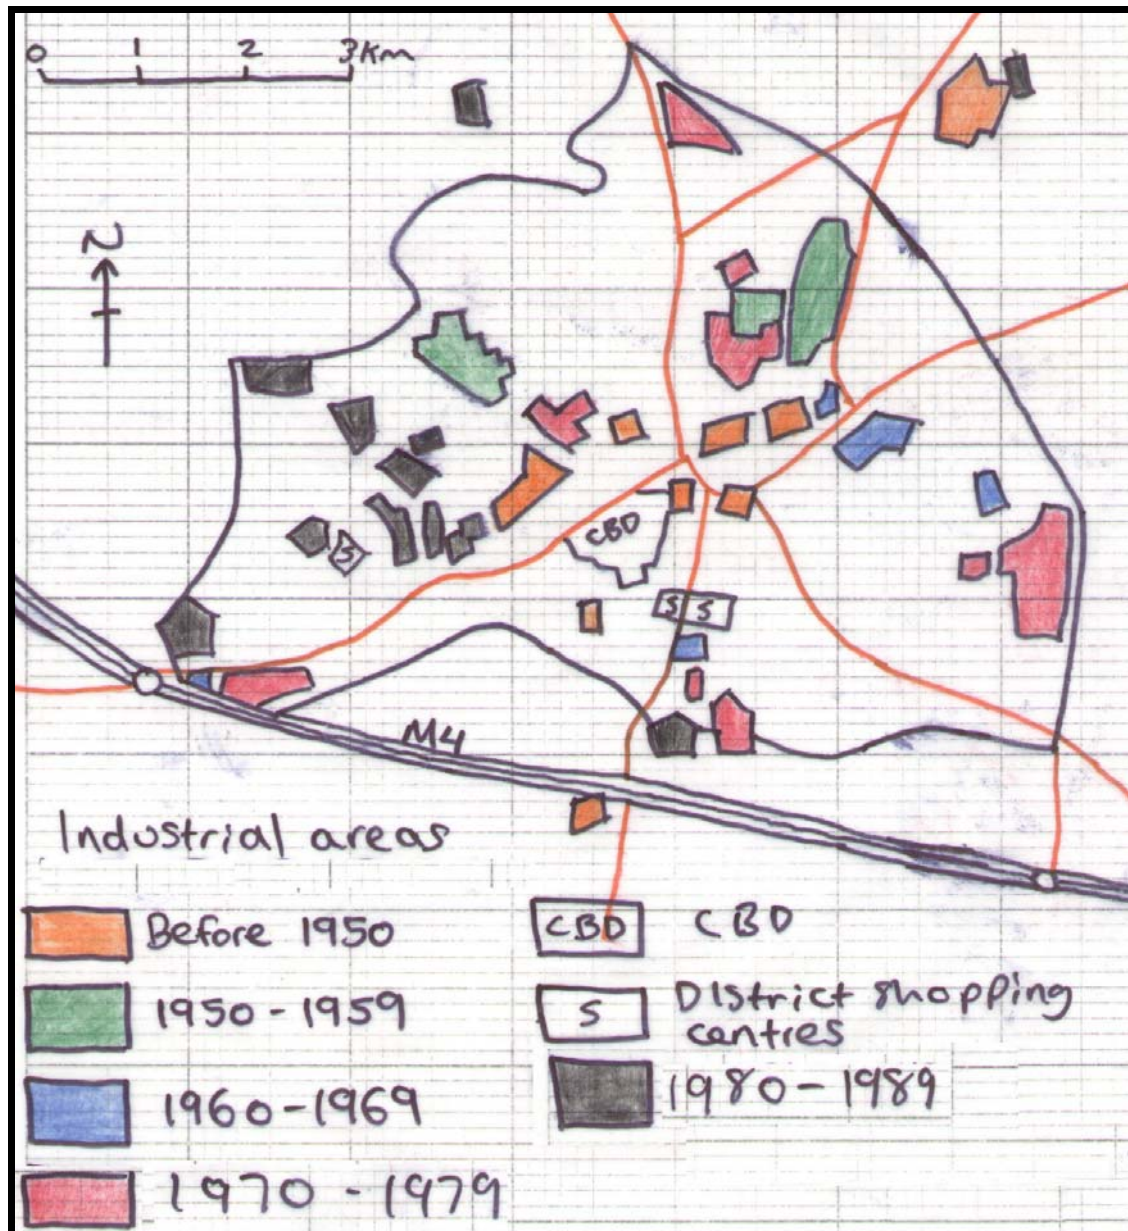 0 1 2 3Km
N
S
CBD
S S
M4
Industrial areas
Before 1950
1950 - 1959
1960 - 1969
1970 - 1979
CBD CBD
S District shopping
centres
1980 - 1989